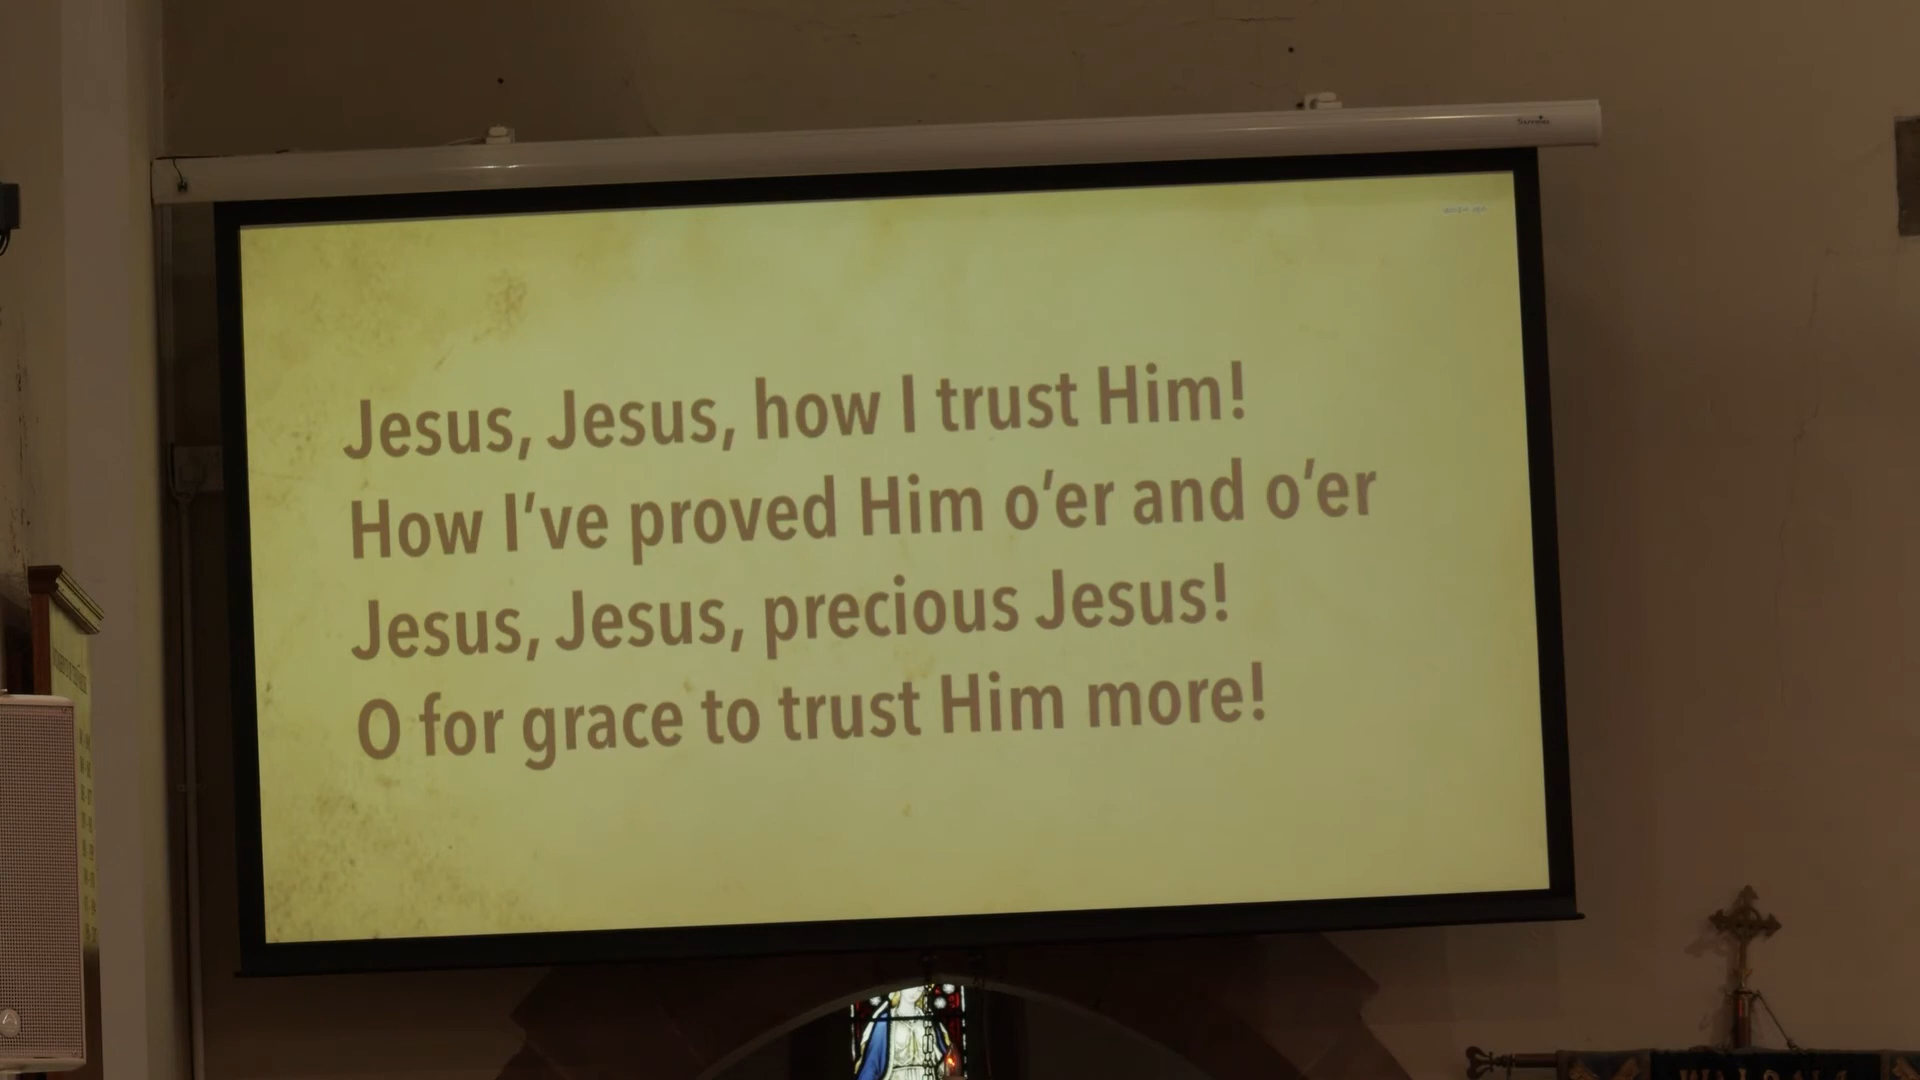 Jesus, Jesus, how I trust Him!
How I've proved Him o'er and o'er
Jesus, Jesus, precious Jesus!
O for grace to trust Him more!